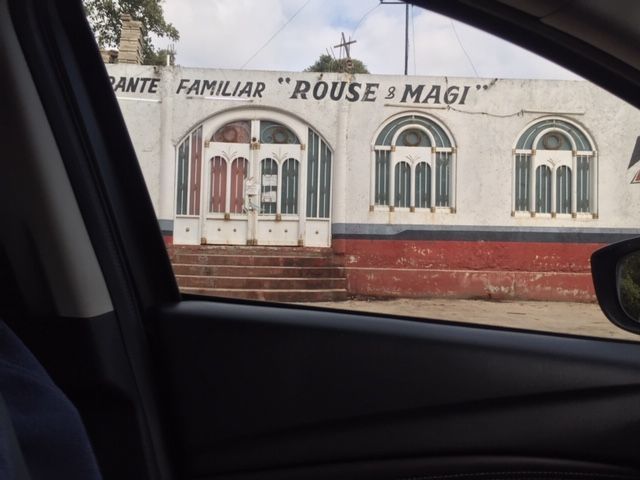 RANTE FAMILIAR "ROUSE & MAGI"